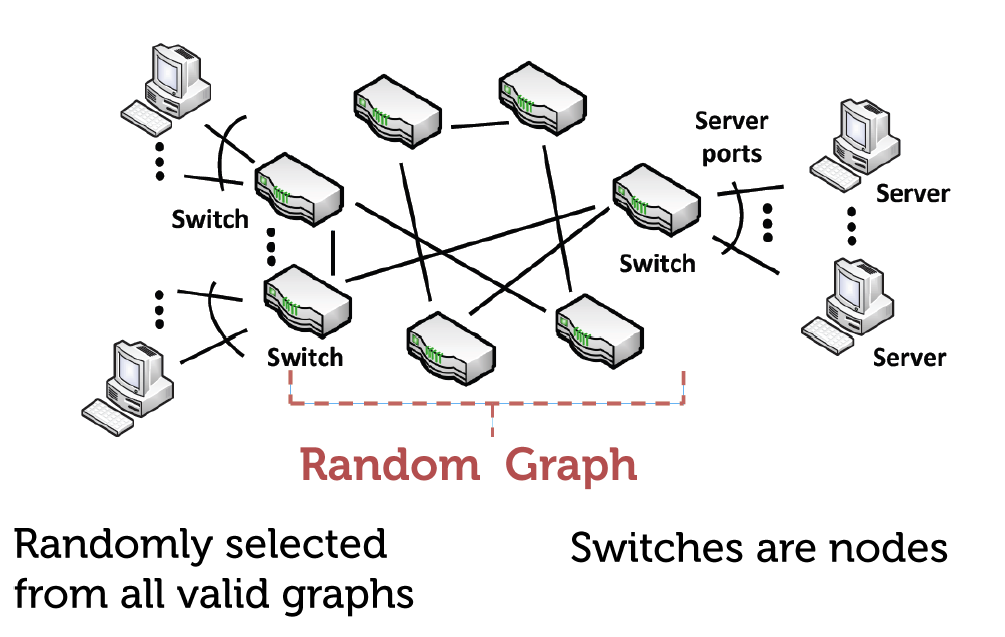 Server
ports
Server
Switch
Switch
Server
Switch
Random Graph
Randomly selected
from all valid graphs
Switches are nodes